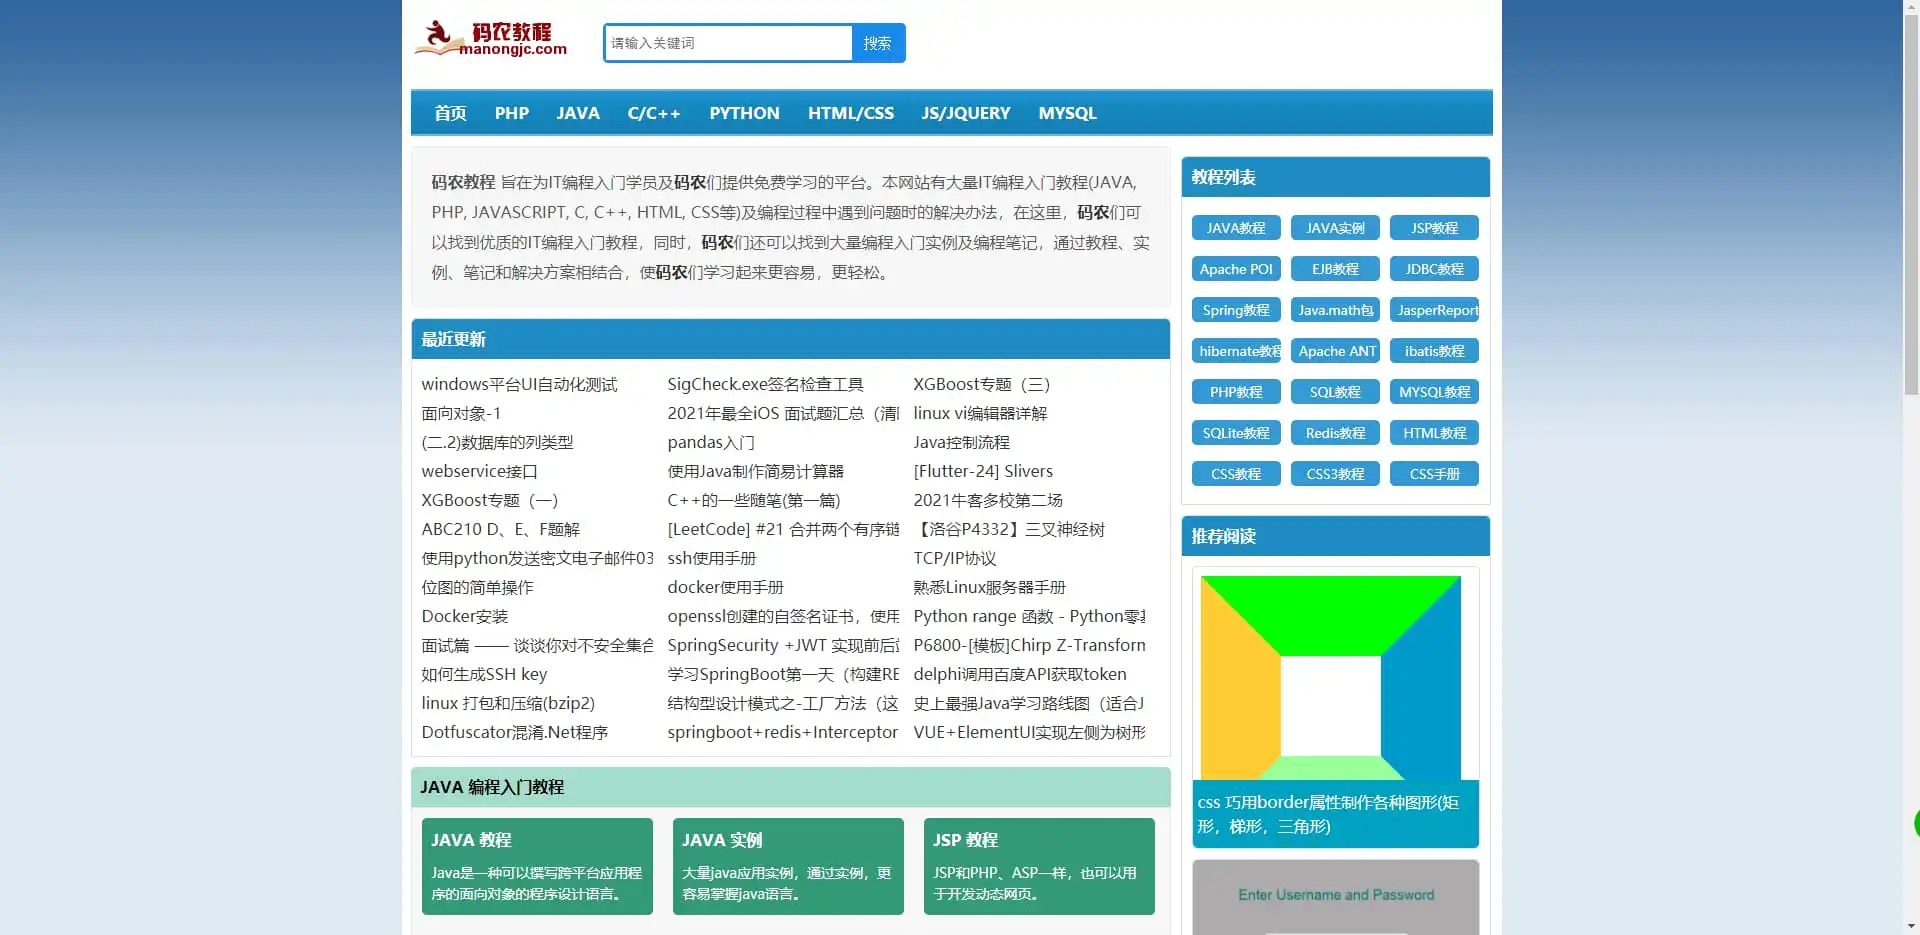 码农教程
manongjc.com
请输入关键词
搜索
首页 PHP JAVA C/C++ PYTHON HTML/CSS JS/JQUERY MYSQL
码农教程 旨在为IT编程入门学员及码农们提供免费学习的平台。本网站有大量IT编程入门教程(JAVA,
PHP, JAVASCRIPT, C, C++, HTML, CSS等)及编程过程中遇到问题时的解决办法，在这里，码农们可
以找到优质的IT编程入门教程，同时，码农们还可以找到大量编程入门实例及编程笔记，通过教程、实
例、笔记和解决方案相结合，使码农们学习起来更容易，更轻松。
最近更新
windows平台UI自动化测试 SigCheck.exe签名检查工具 XGBoost专题（三）
面向对象-1 2021年最全iOS 面试题汇总（清 linux vi编辑器详解
(二.2)数据库的列类型 pandas入门 Java控制流程
webservice接口 使用Java制作简易计算器 [Flutter-24] Slivers
XGBoost专题（一） C++的一些随笔(第一篇) 2021牛客多校第二场
ABC210 D、E、F题解 [LeetCode] #21 合并两个有序链 【洛谷P4332】三叉神经树
使用python发送密文电子邮件03 ssh使用手册 TCP/IP协议
位图的简单操作 docker使用手册 熟悉Linux服务器手册
Docker安装 openssl创建的自签名证书，使用 Python range 函数 - Python零基
面试篇 —— 谈谈你对不安全集合 SpringSecurity +JWT 实现前后端 P6800-[模板]Chirp Z-Transform
如何生成SSH key 学习SpringBoot第一天（构建RE delphi调用百度API获取token
linux 打包和压缩(bzip2) 结构型设计模式之-工厂方法（这 史上最强Java学习路线图（适合J
Dotfuscator混淆.Net程序 springboot+redis+Interceptor VUE+ElementUI实现左侧为树形
JAVA 编程入门教程
JAVA 教程
Java是一种可以撰写跨平台应用程
序的面向对象的程序设计语言。
JAVA 实例
大量java应用实例，通过实例，更
容易掌握java语言。
JSP 教程
JSP和PHP、ASP一样，也可以用
于开发动态网页。
教程列表
JAVA教程 JAVA实例 JSP教程
Apache POI EJB教程 JDBC教程
Spring教程 Java.math包 JasperReport
hibernate教程 Apache ANT ibatis教程
PHP教程 SQL教程 MYSQL教程
SQLite教程 Redis教程 HTML教程
CSS教程 CSS3教程 CSS手册
推荐阅读
css 巧用border属性制作各种图形(矩
形，梯形，三角形)
Enter Username and Password